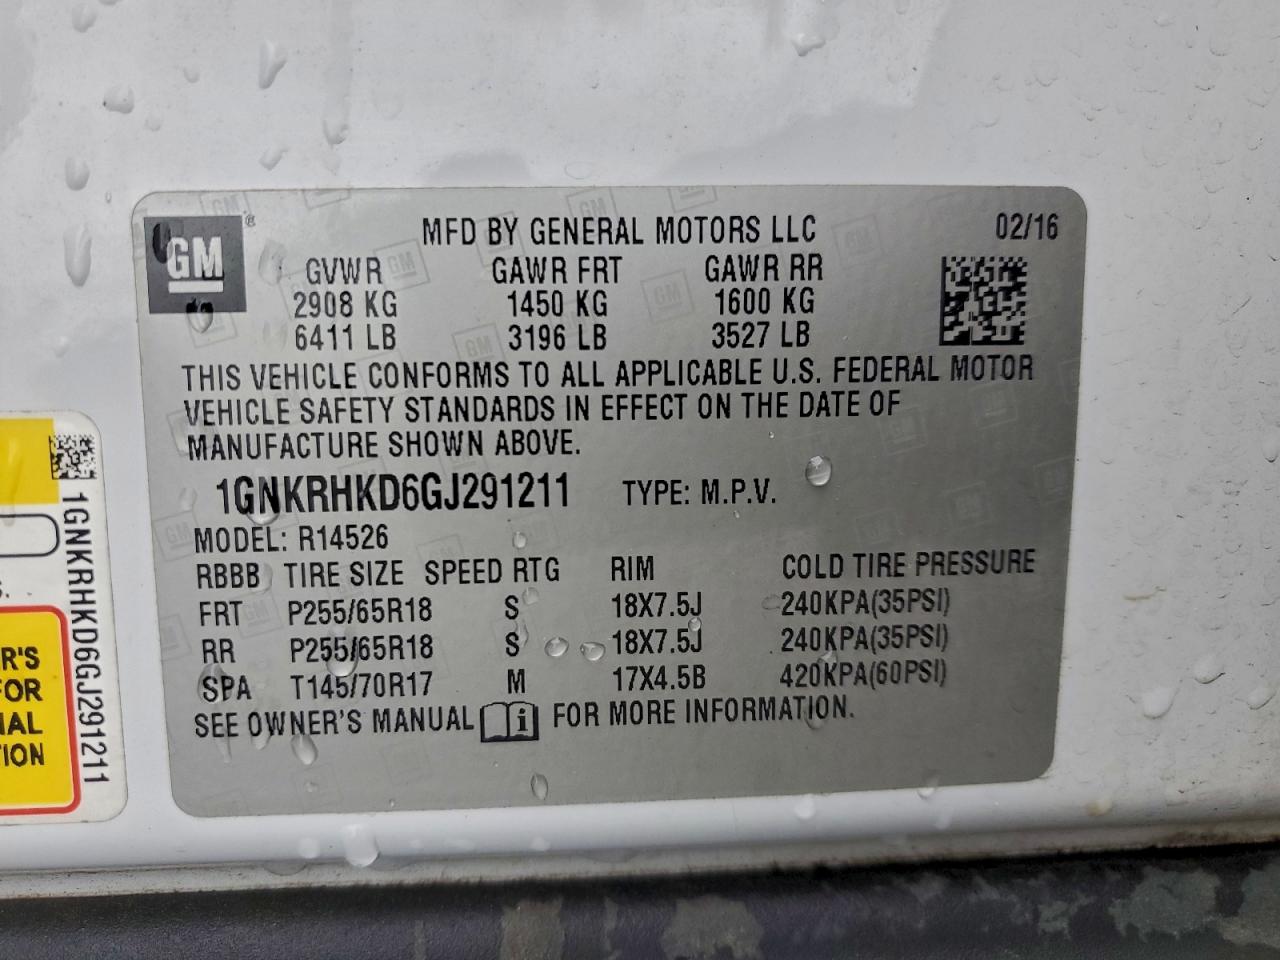 GM ®
MFD BY GENERAL MOTORS LLC 02/16
GVWR GAWR FRT GAWR RR
2908 KG 1450 KG 1600 KG
6411 LB 3196 LB 3527 LB
THIS VEHICLE CONFORMS TO ALL APPLICABLE U.S. FEDERAL MOTOR
VEHICLE SAFETY STANDARDS IN EFFECT ON THE DATE OF
MANUFACTURE SHOWN ABOVE.
1GNKRHKD6GJ291211 TYPE: M.P.V.
MODEL: R14526
RBBB TIRE SIZE SPEED RTG RIM COLD TIRE PRESSURE
FRT P255/65R18 S 18X7.5J 240KPA(35PSI)
RR P255/65R18 S 18X7.5J 240KPA(35PSI)
SPA T145/70R17 M 17X4.5B 420KPA(60PSI)
SEE OWNER'S MANUAL i FOR MORE INFORMATION.
1GNKRHKD6GJ291211
R'S
FOR
IAL
ION